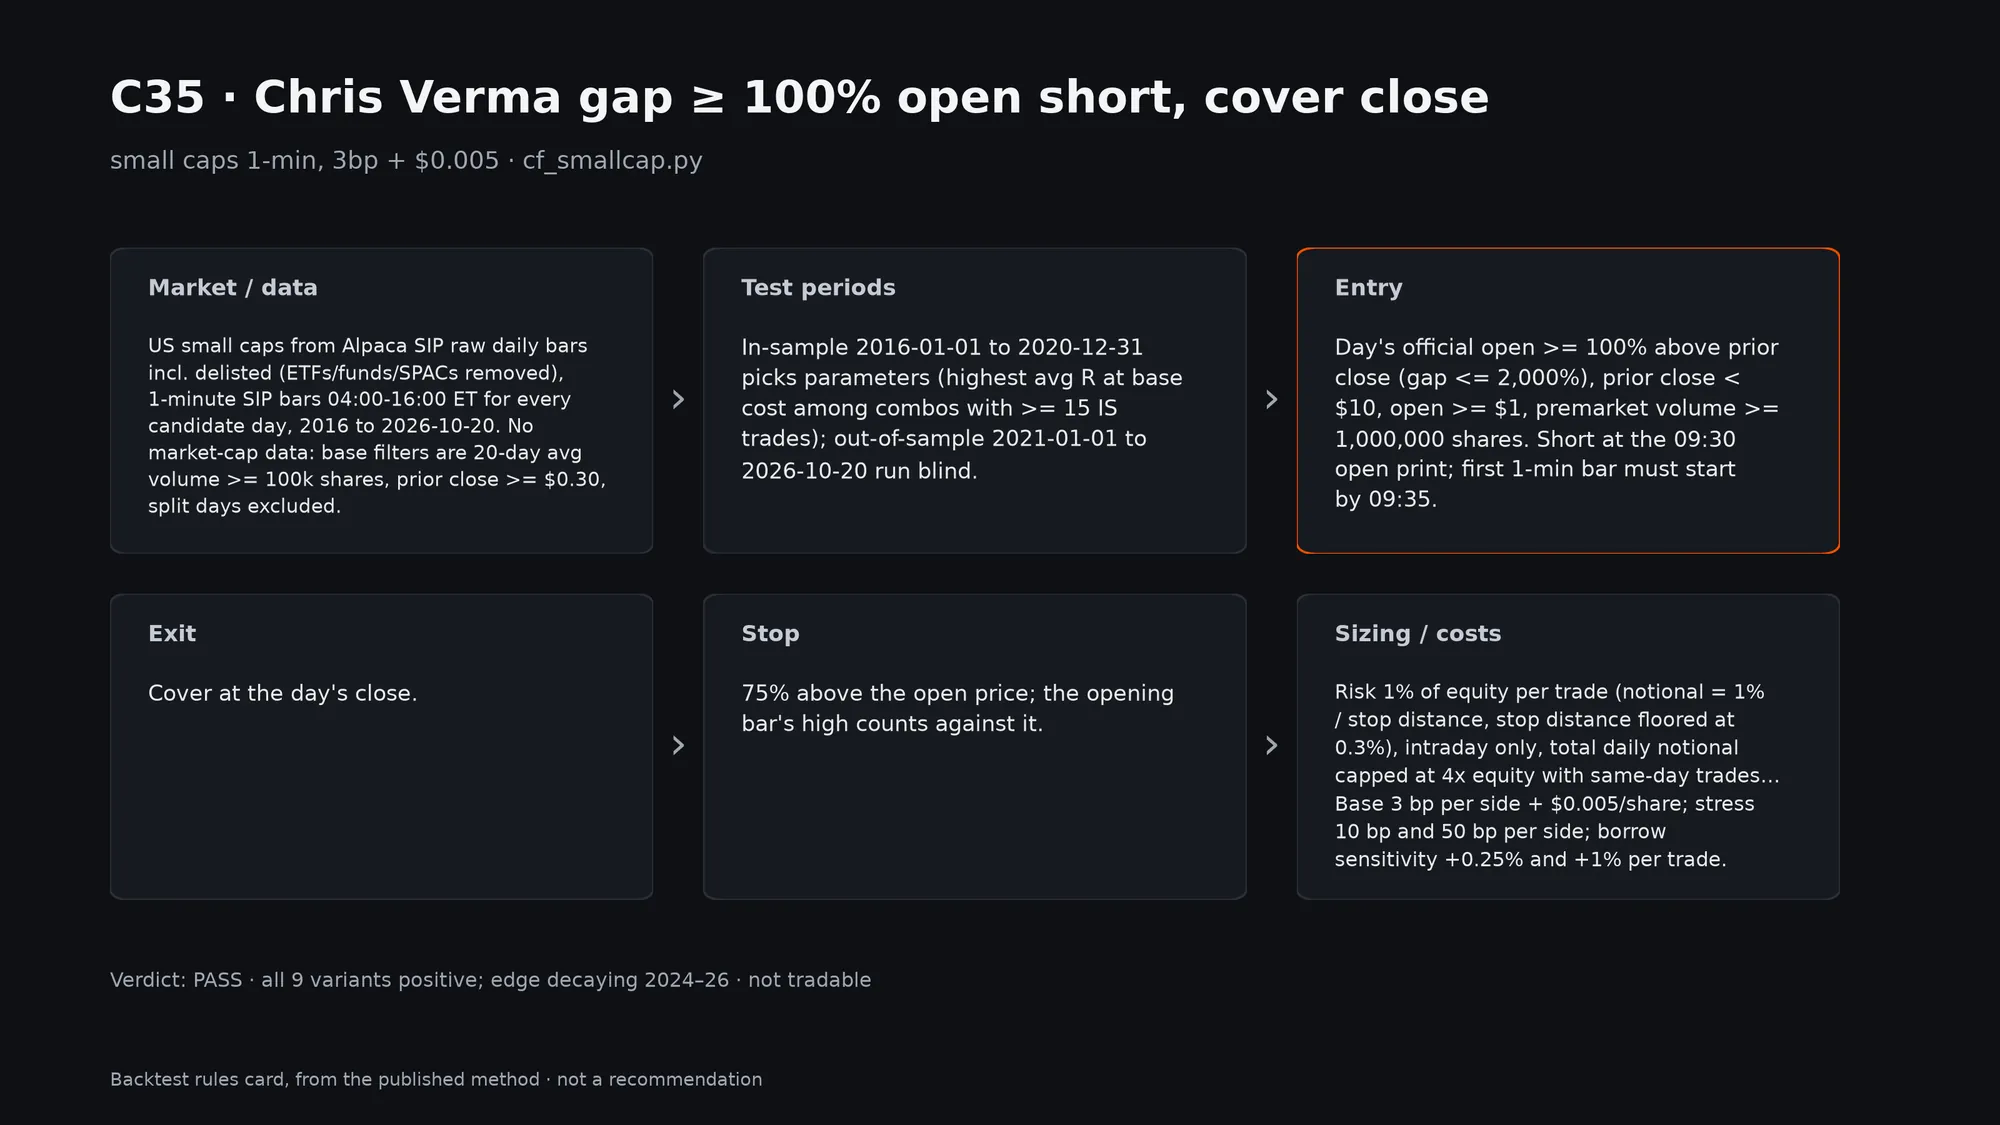 C35 · Chris Verma gap ≥ 100% open short, cover close
small caps 1-min, 3bp + $0.005 · cf_smallcap.py
Market / data
US small caps from Alpaca SIP raw daily bars
incl. delisted (ETFs/funds/SPACs removed),
1-minute SIP bars 04:00-16:00 ET for every
candidate day, 2016 to 2026-10-20. No
market-cap data: base filters are 20-day avg
volume >= 100k shares, prior close >= $0.30,
split days excluded.
›
Test periods
In-sample 2016-01-01 to 2020-12-31
picks parameters (highest avg R at base
cost among combos with >= 15 IS
trades); out-of-sample 2021-01-01 to
2026-10-20 run blind.
›
Entry
Day's official open >= 100% above prior
close (gap <= 2,000%), prior close <
$10, open >= $1, premarket volume >=
1,000,000 shares. Short at the 09:30
open print; first 1-min bar must start
by 09:35.
Exit
Cover at the day's close.
›
Stop
75% above the open price; the opening
bar's high counts against it.
›
Sizing / costs
Risk 1% of equity per trade (notional = 1%
/ stop distance, stop distance floored at
0.3%), intraday only, total daily notional
capped at 4x equity with same-day trades…
Base 3 bp per side + $0.005/share; stress
10 bp and 50 bp per side; borrow
sensitivity +0.25% and +1% per trade.
Verdict: PASS · all 9 variants positive; edge decaying 2024–26 · not tradable
Backtest rules card, from the published method · not a recommendation